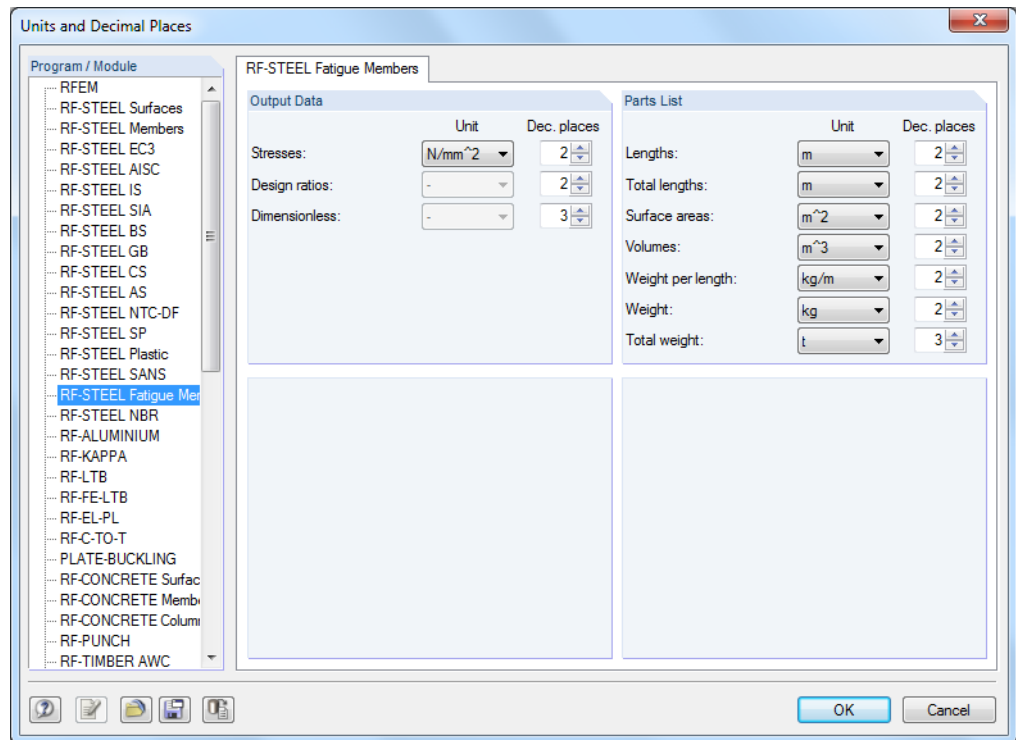 Units and Decimal Places
Program / Module
RFEM
RF-STEEL Surfaces
RF-STEEL Members
RF-STEEL EC3
RF-STEEL AISC
RF-STEEL IS
RF-STEEL SIA
RF-STEEL BS
RF-STEEL GB
RF-STEEL CS
RF-STEEL AS
RF-STEEL NTC-DF
RF-STEEL SP
RF-STEEL Plastic
RF-STEEL SANS
RF-STEEL Fatigue Mer
RF-STEEL NBR
RF-ALUMINIUM
RF-KAPPA
RF-LTB
RF-FE-LTB
RF-EL-PL
RF-C-TO-T
PLATE-BUCKLING
RF-CONCRETE Surfac
RF-CONCRETE Memb
RF-CONCRETE Colum
RF-PUNCH
RF-TIMBER AWC
RF-STEEL Fatigue Members
Output Data
Unit Dec. places
Stresses: N/mm^2 2
Design ratios: - 2
Dimensionless: - 3
Parts List
Unit Dec. places
Lengths: m 2
Total lengths: m 2
Surface areas: m^2 2
Volumes: m^3 2
Weight per length: kg/m 2
Weight: kg 2
Total weight: t 3
OK Cancel